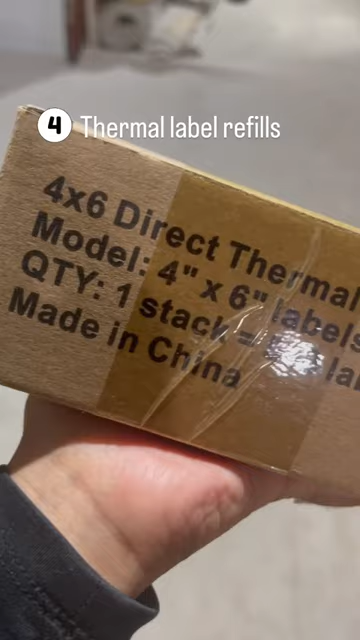 4 Thermal label refills
4x6 Direct Thermal
Model: 4" x 6" labels
QTY: 1 stack =
Made in China